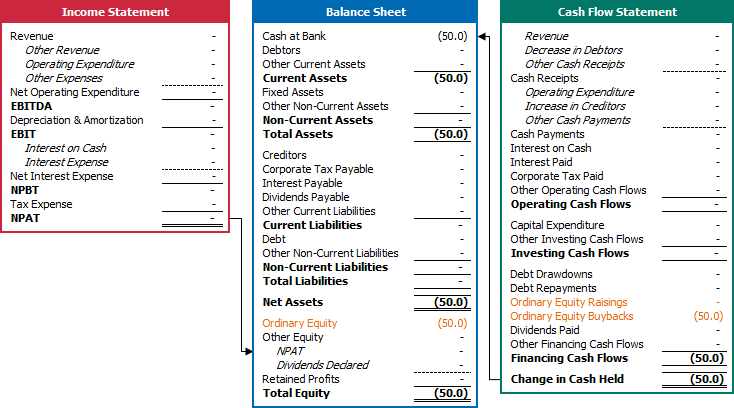 Income Statement
Revenue -
Other Revenue -
Operating Expenditure -
Other Expenses -
Net Operating Expenditure -
EBITDA -
Depreciation & Amortization -
EBIT -
Interest on Cash -
Interest Expense -
Net Interest Expense -
NPBT -
Tax Expense -
NPAT -
Balance Sheet
Cash at Bank (50.0)
Debtors -
Other Current Assets -
Current Assets (50.0)
Fixed Assets -
Other Non-Current Assets -
Non-Current Assets -
Total Assets (50.0)
Creditors -
Corporate Tax Payable -
Interest Payable -
Dividends Payable -
Other Current Liabilities -
Current Liabilities -
Debt -
Other Non-Current Liabilities -
Non-Current Liabilities -
Total Liabilities -
Net Assets (50.0)
Ordinary Equity (50.0)
Other Equity -
NPAT -
Dividends Declared -
Retained Profits -
Total Equity (50.0)
Cash Flow Statement
Revenue -
Decrease in Debtors -
Other Cash Receipts -
Cash Receipts -
Operating Expenditure -
Increase in Creditors -
Other Cash Payments -
Cash Payments -
Interest on Cash -
Interest Paid -
Corporate Tax Paid -
Other Operating Cash Flows -
Operating Cash Flows -
Capital Expenditure -
Other Investing Cash Flows -
Investing Cash Flows -
Debt Drawdowns -
Debt Repayments -
Ordinary Equity Raisings -
Ordinary Equity Buybacks (50.0)
Dividends Paid -
Other Financing Cash Flows -
Financing Cash Flows (50.0)
Change in Cash Held (50.0)